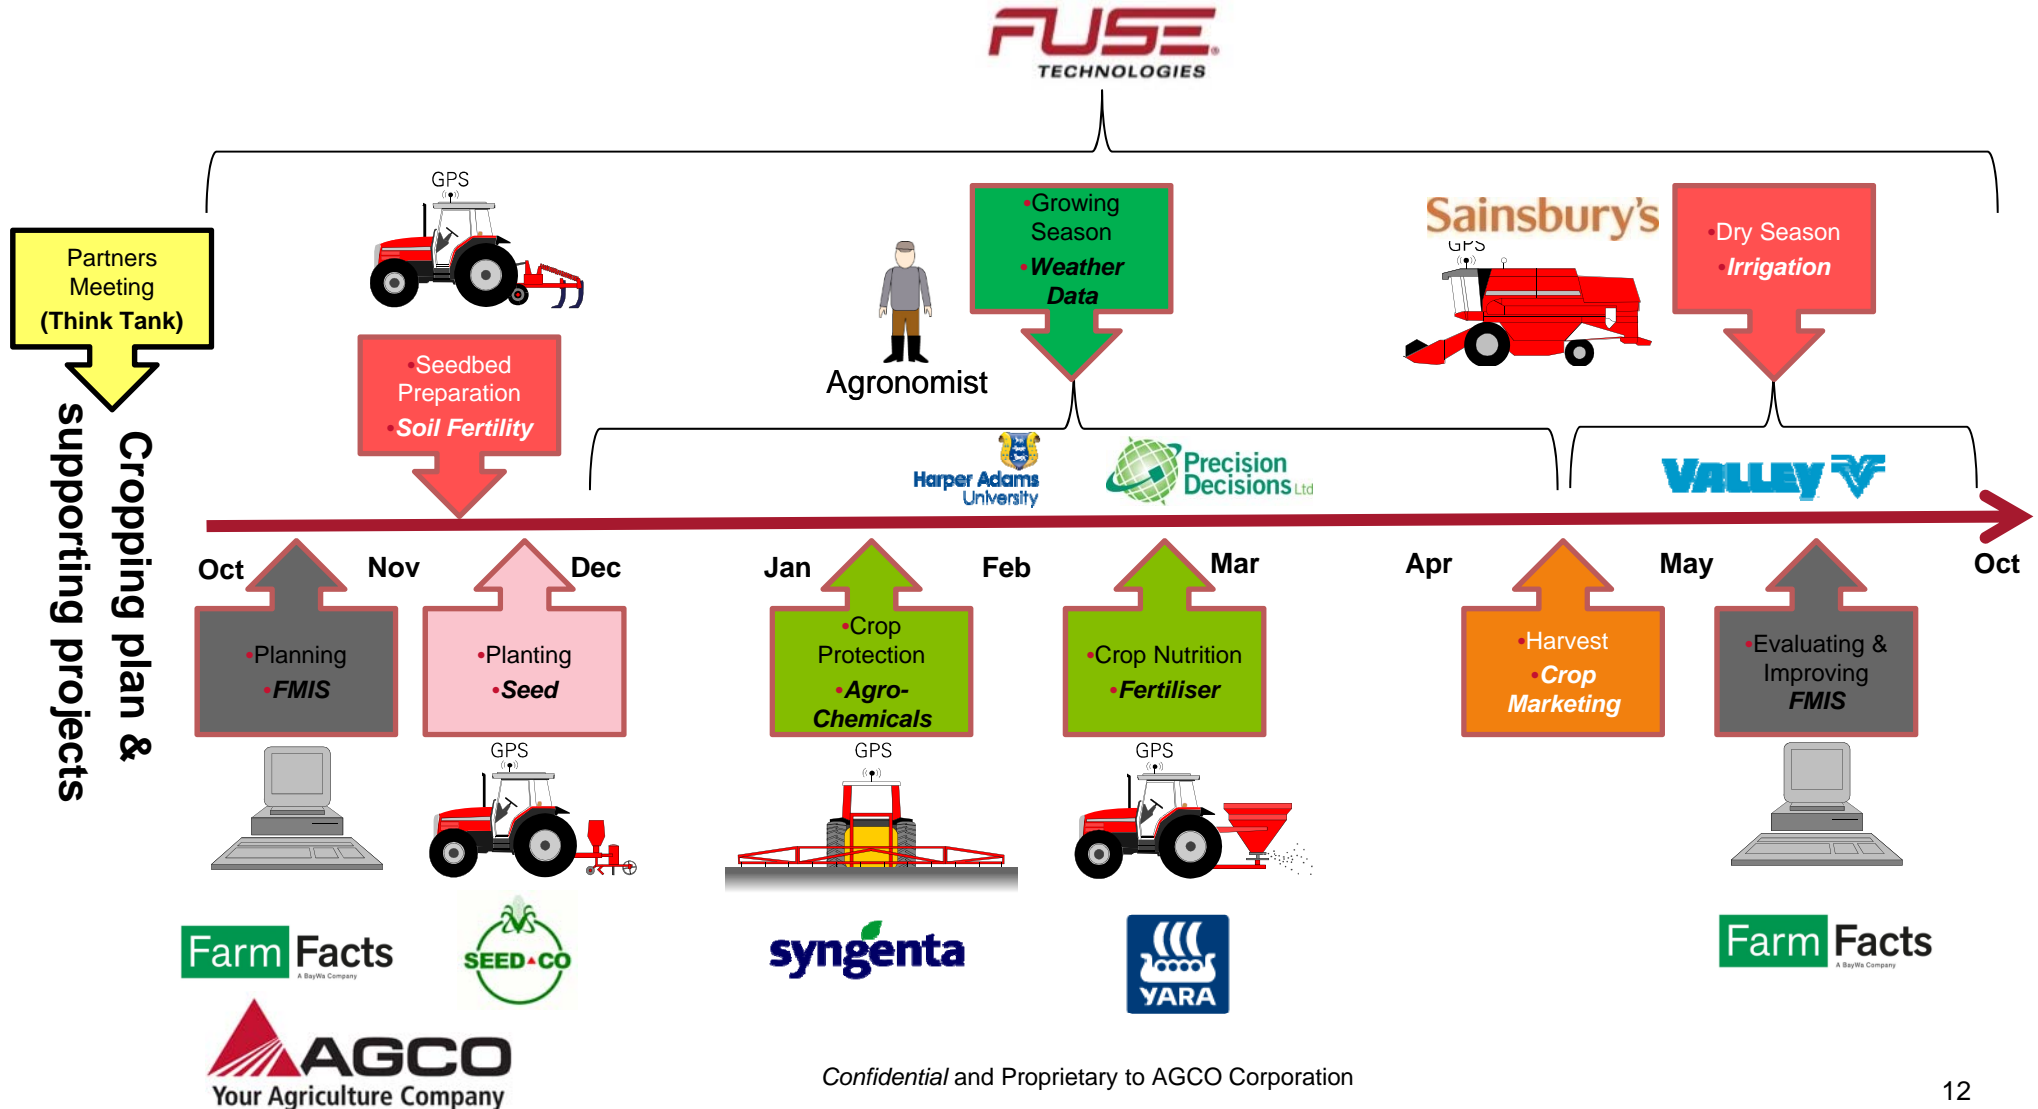 FUSE®
TECHNOLOGIES
GPS
Partners
Meeting
(Think Tank)
Cropping plan &
supporting projects
•Seedbed
Preparation
•Soil Fertility
Agronomist
•Growing
Season
•Weather
Data
Sainsbury's
GPS
•Dry Season
•Irrigation
Harper Adams
University
Precision
Decisions Ltd
VALLEY
Oct
Nov
Dec
Jan
Feb
Mar
Apr
May
Oct
•Planning
•FMIS
•Planting
•Seed
•Crop
Protection
•Agro-
Chemicals
•Crop Nutrition
•Fertiliser
•Harvest
•Crop
Marketing
•Evaluating &
Improving
FMIS
GPS
GPS
GPS
Farm Facts
A BayWa Company
SEED CO
syngenta
YARA
Farm Facts
A BayWa Company
AGCO
Your Agriculture Company
Confidential and Proprietary to AGCO Corporation
12